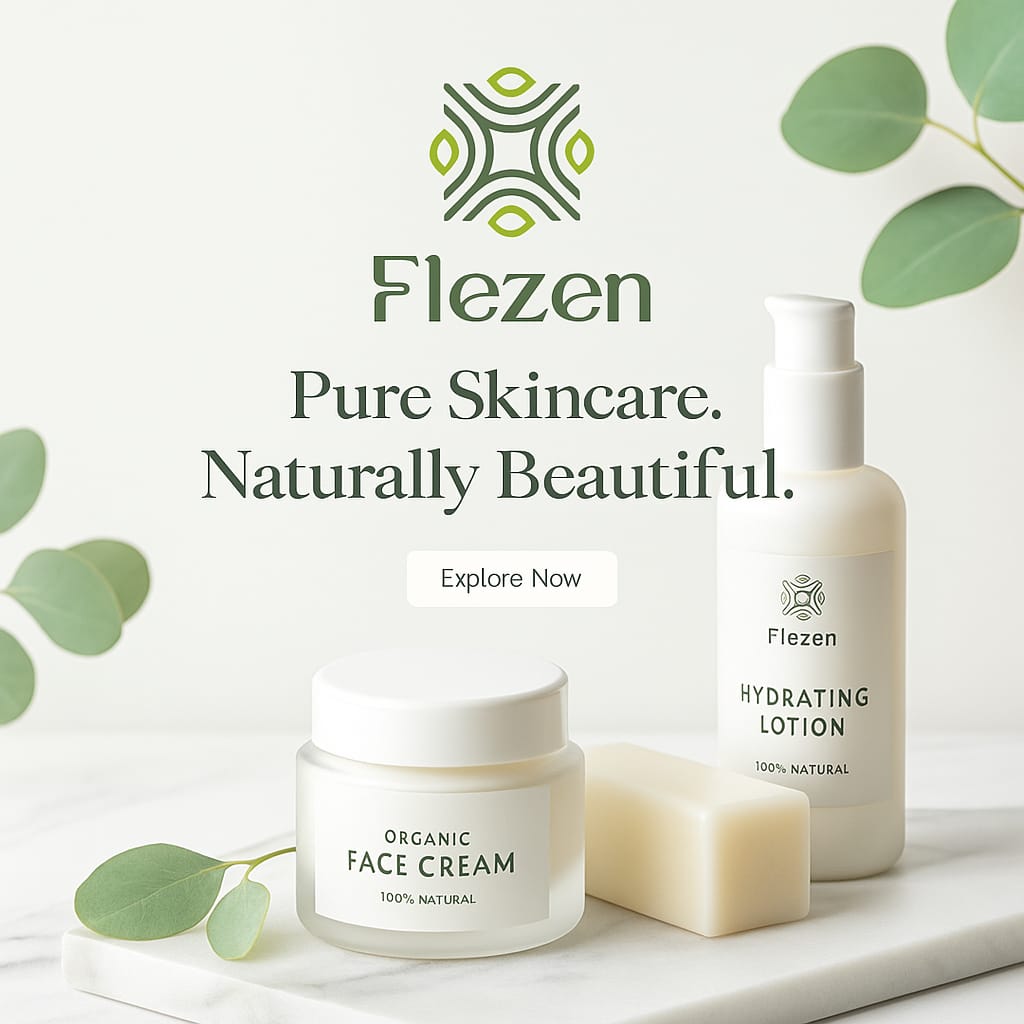 Flezen
Pure Skincare.
Naturally Beautiful.
Explore Now
Flezen
HYDRATING
LOTION
100% NATURAL
ORGANIC
FACE CREAM
100% NATURAL